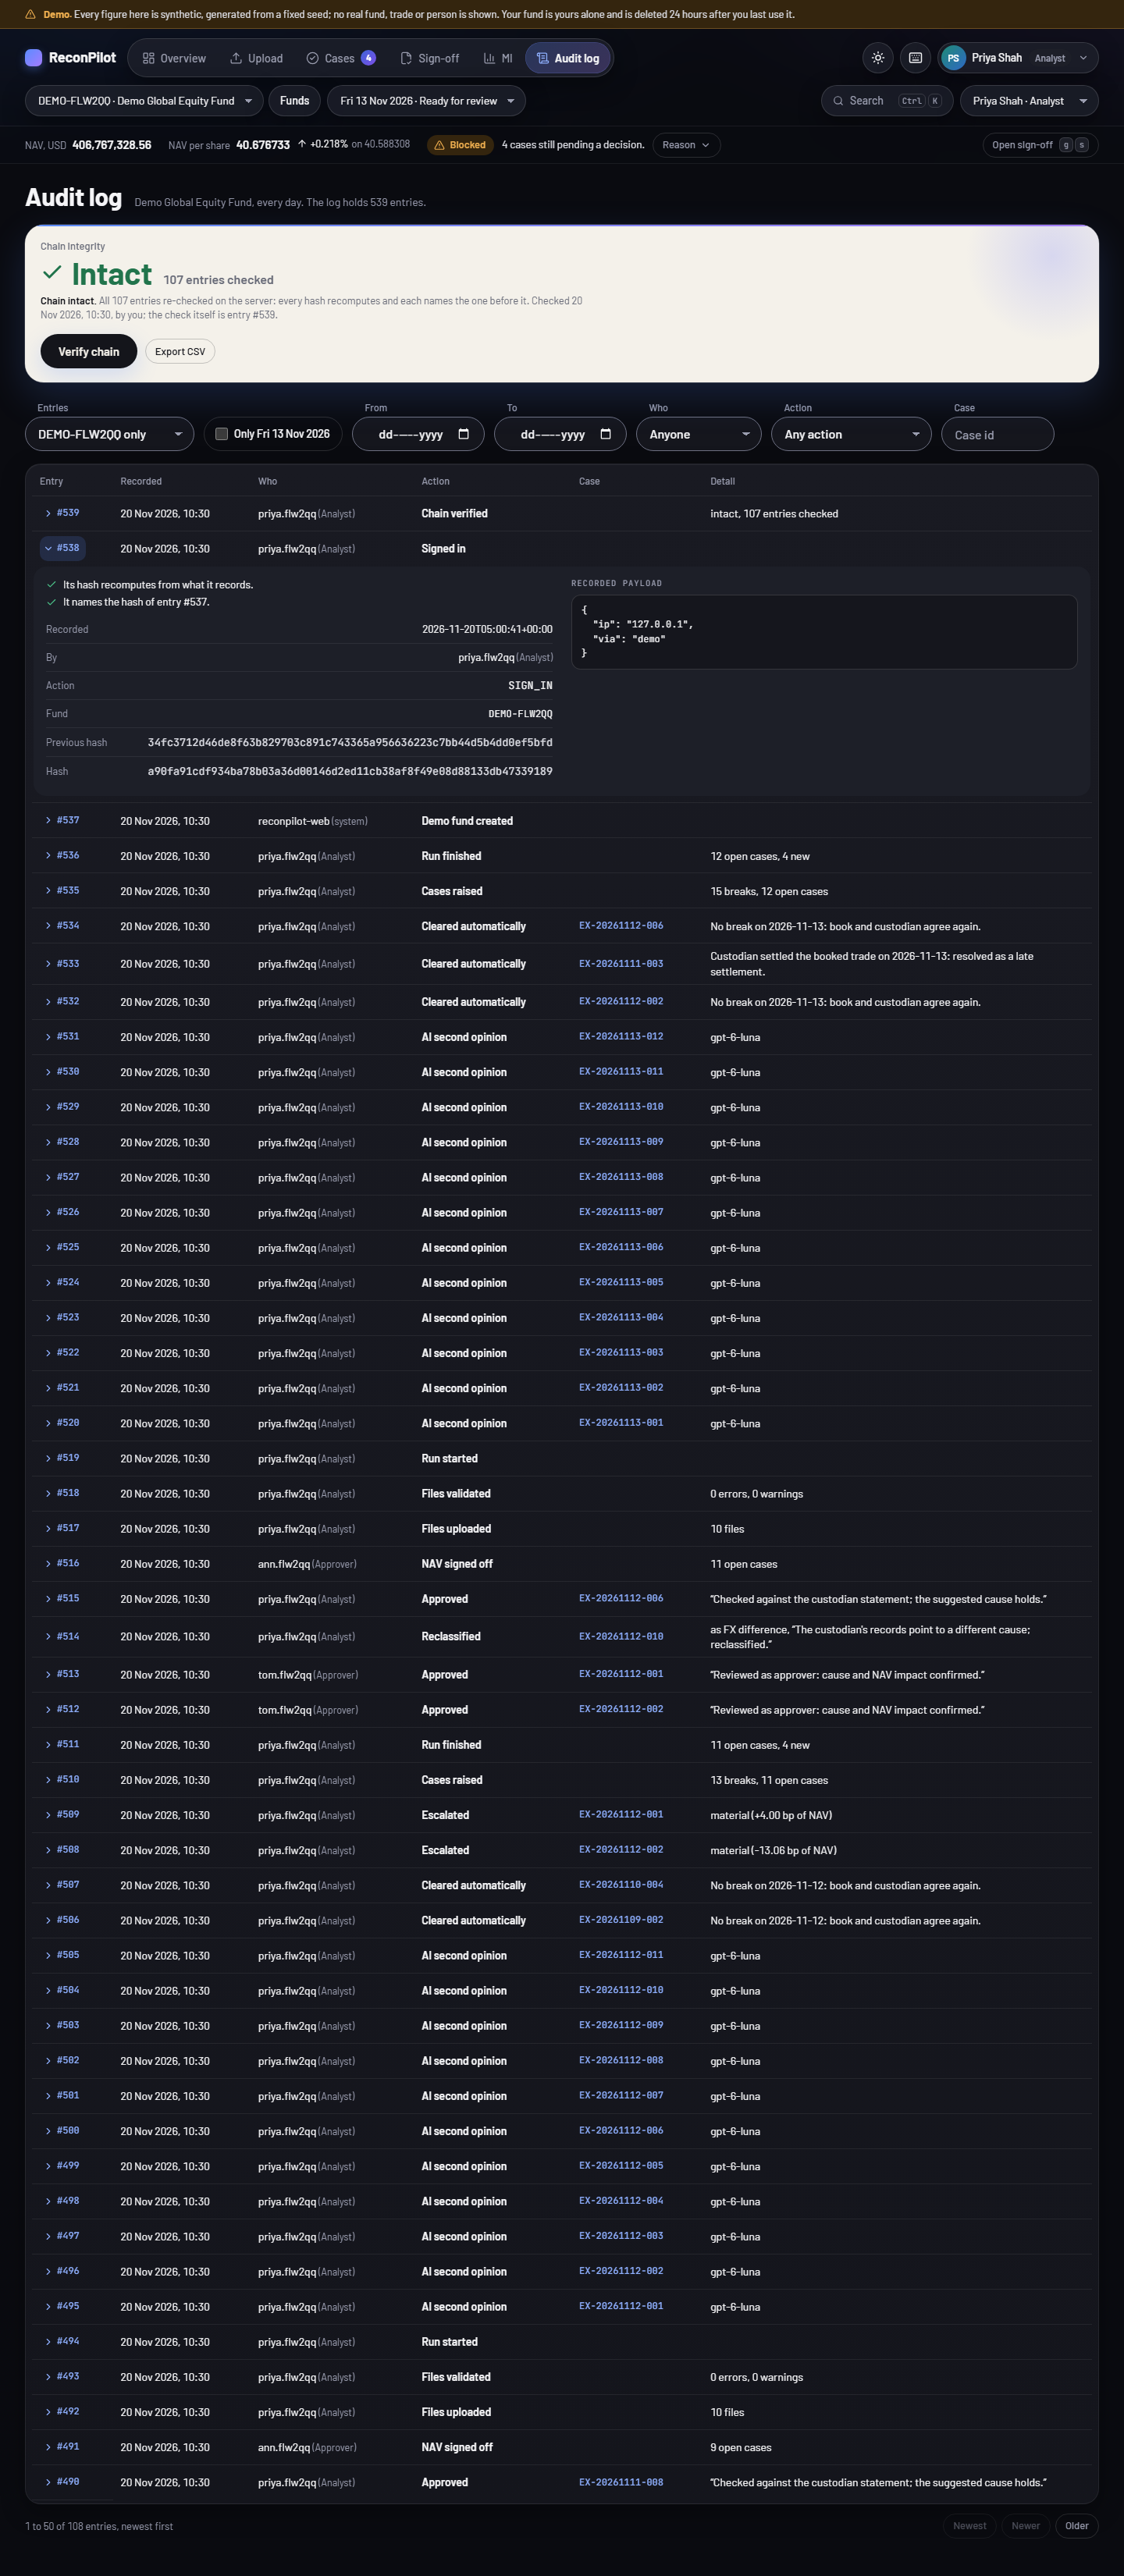 Demo. Every figure here is synthetic, generated from a fixed seed; no real fund, trade or person is shown. Your fund is yours alone and is deleted 24 hours after you last use it.
ReconPilot Overview Upload Cases 4 Sign-off MI Audit log PS Priya Shah Analyst
DEMO-FLW2QQ · Demo Global Equity Fund Funds Fri 13 Nov 2026 · Ready for review Search Ctrl K Priya Shah · Analyst
NAV, USD 406,767,328.56 NAV per share 40.676733 ↑ +0.218% on 40.588308 Blocked 4 cases still pending a decision. Reason Open sign-off g s
Audit log Demo Global Equity Fund, every day. The log holds 539 entries.
Chain integrity
Intact 107 entries checked
Chain intact. All 107 entries re-checked on the server: every hash recomputes and each names the one before it. Checked 20
Nov 2026, 10:30, by you; the check itself is entry #539.
Verify chain Export CSV
Entries From To Who Action Case
DEMO-FLW2QQ only Only Fri 13 Nov 2026 dd-----yyyy dd-----yyyy Anyone Any action Case id
Entry Recorded Who Action Case Detail
#539 20 Nov 2026, 10:30 priya.flw2qq (Analyst) Chain verified intact, 107 entries checked
#538 20 Nov 2026, 10:30 priya.flw2qq (Analyst) Signed in
Its hash recomputes from what it records.
It names the hash of entry #537.
Recorded 2026-11-20T05:00:41+00:00
By priya.flw2qq (Analyst)
Action SIGN_IN
Fund DEMO-FLW2QQ
Previous hash 34fc3712d46de8f63b829703c891c743365a956636223c7bb44d5b4dd0ef5bfd
Hash a90fa91cdf934ba78b03a36d00146d2ed11cb38af8f49e08d88133db47339189
RECORDED PAYLOAD
{
"ip": "127.0.0.1",
"via": "demo"
}
#537 20 Nov 2026, 10:30 reconpilot-web (system) Demo fund created
#536 20 Nov 2026, 10:30 priya.flw2qq (Analyst) Run finished 12 open cases, 4 new
#535 20 Nov 2026, 10:30 priya.flw2qq (Analyst) Cases raised 15 breaks, 12 open cases
#534 20 Nov 2026, 10:30 priya.flw2qq (Analyst) Cleared automatically EX-20261112-006 No break on 2026-11-13: book and custodian agree again.
#533 20 Nov 2026, 10:30 priya.flw2qq (Analyst) Cleared automatically EX-20261111-003 Custodian settled the booked trade on 2026-11-13: resolved as a late
settlement.
#532 20 Nov 2026, 10:30 priya.flw2qq (Analyst) Cleared automatically EX-20261112-002 No break on 2026-11-13: book and custodian agree again.
#531 20 Nov 2026, 10:30 priya.flw2qq (Analyst) AI second opinion EX-20261113-012 gpt-6-luna
#530 20 Nov 2026, 10:30 priya.flw2qq (Analyst) AI second opinion EX-20261113-011 gpt-6-luna
#529 20 Nov 2026, 10:30 priya.flw2qq (Analyst) AI second opinion EX-20261113-010 gpt-6-luna
#528 20 Nov 2026, 10:30 priya.flw2qq (Analyst) AI second opinion EX-20261113-009 gpt-6-luna
#527 20 Nov 2026, 10:30 priya.flw2qq (Analyst) AI second opinion EX-20261113-008 gpt-6-luna
#526 20 Nov 2026, 10:30 priya.flw2qq (Analyst) AI second opinion EX-20261113-007 gpt-6-luna
#525 20 Nov 2026, 10:30 priya.flw2qq (Analyst) AI second opinion EX-20261113-006 gpt-6-luna
#524 20 Nov 2026, 10:30 priya.flw2qq (Analyst) AI second opinion EX-20261113-005 gpt-6-luna
#523 20 Nov 2026, 10:30 priya.flw2qq (Analyst) AI second opinion EX-20261113-004 gpt-6-luna
#522 20 Nov 2026, 10:30 priya.flw2qq (Analyst) AI second opinion EX-20261113-003 gpt-6-luna
#521 20 Nov 2026, 10:30 priya.flw2qq (Analyst) AI second opinion EX-20261113-002 gpt-6-luna
#520 20 Nov 2026, 10:30 priya.flw2qq (Analyst) AI second opinion EX-20261113-001 gpt-6-luna
#519 20 Nov 2026, 10:30 priya.flw2qq (Analyst) Run started
#518 20 Nov 2026, 10:30 priya.flw2qq (Analyst) Files validated 0 errors, 0 warnings
#517 20 Nov 2026, 10:30 priya.flw2qq (Analyst) Files uploaded 10 files
#516 20 Nov 2026, 10:30 ann.flw2qq (Approver) NAV signed off 11 open cases
#515 20 Nov 2026, 10:30 priya.flw2qq (Analyst) Approved EX-20261112-006 “Checked against the custodian statement; the suggested cause holds.”
#514 20 Nov 2026, 10:30 priya.flw2qq (Analyst) Reclassified EX-20261112-010 as FX difference, “The custodian's records point to a different cause;
reclassified.”
#513 20 Nov 2026, 10:30 tom.flw2qq (Approver) Approved EX-20261112-001 “Reviewed as approver: cause and NAV impact confirmed.”
#512 20 Nov 2026, 10:30 tom.flw2qq (Approver) Approved EX-20261112-002 “Reviewed as approver: cause and NAV impact confirmed.”
#511 20 Nov 2026, 10:30 priya.flw2qq (Analyst) Run finished 11 open cases, 4 new
#510 20 Nov 2026, 10:30 priya.flw2qq (Analyst) Cases raised 13 breaks, 11 open cases
#509 20 Nov 2026, 10:30 priya.flw2qq (Analyst) Escalated EX-20261112-001 material (+4.00 bp of NAV)
#508 20 Nov 2026, 10:30 priya.flw2qq (Analyst) Escalated EX-20261112-002 material (-13.06 bp of NAV)
#507 20 Nov 2026, 10:30 priya.flw2qq (Analyst) Cleared automatically EX-20261110-004 No break on 2026-11-12: book and custodian agree again.
#506 20 Nov 2026, 10:30 priya.flw2qq (Analyst) Cleared automatically EX-20261109-002 No break on 2026-11-12: book and custodian agree again.
#505 20 Nov 2026, 10:30 priya.flw2qq (Analyst) AI second opinion EX-20261112-011 gpt-6-luna
#504 20 Nov 2026, 10:30 priya.flw2qq (Analyst) AI second opinion EX-20261112-010 gpt-6-luna
#503 20 Nov 2026, 10:30 priya.flw2qq (Analyst) AI second opinion EX-20261112-009 gpt-6-luna
#502 20 Nov 2026, 10:30 priya.flw2qq (Analyst) AI second opinion EX-20261112-008 gpt-6-luna
#501 20 Nov 2026, 10:30 priya.flw2qq (Analyst) AI second opinion EX-20261112-007 gpt-6-luna
#500 20 Nov 2026, 10:30 priya.flw2qq (Analyst) AI second opinion EX-20261112-006 gpt-6-luna
#499 20 Nov 2026, 10:30 priya.flw2qq (Analyst) AI second opinion EX-20261112-005 gpt-6-luna
#498 20 Nov 2026, 10:30 priya.flw2qq (Analyst) AI second opinion EX-20261112-004 gpt-6-luna
#497 20 Nov 2026, 10:30 priya.flw2qq (Analyst) AI second opinion EX-20261112-003 gpt-6-luna
#496 20 Nov 2026, 10:30 priya.flw2qq (Analyst) AI second opinion EX-20261112-002 gpt-6-luna
#495 20 Nov 2026, 10:30 priya.flw2qq (Analyst) AI second opinion EX-20261112-001 gpt-6-luna
#494 20 Nov 2026, 10:30 priya.flw2qq (Analyst) Run started
#493 20 Nov 2026, 10:30 priya.flw2qq (Analyst) Files validated 0 errors, 0 warnings
#492 20 Nov 2026, 10:30 priya.flw2qq (Analyst) Files uploaded 10 files
#491 20 Nov 2026, 10:30 ann.flw2qq (Approver) NAV signed off 9 open cases
#490 20 Nov 2026, 10:30 priya.flw2qq (Analyst) Approved EX-20261111-008 “Checked against the custodian statement; the suggested cause holds.”
1 to 50 of 108 entries, newest first Newest Newer Older